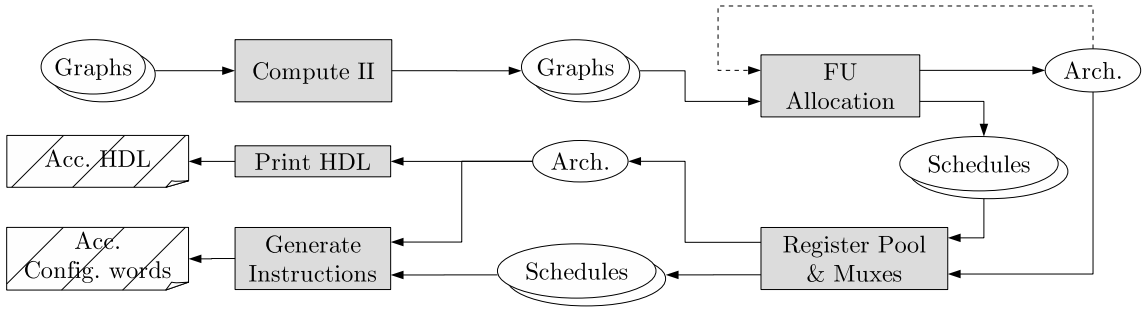 Graphs
Compute II
Graphs
FU
Allocation
Arch.
Acc. HDL
Print HDL
Arch.
Schedules
Acc.
Config. words
Generate
Instructions
Schedules
Register Pool
& Muxes